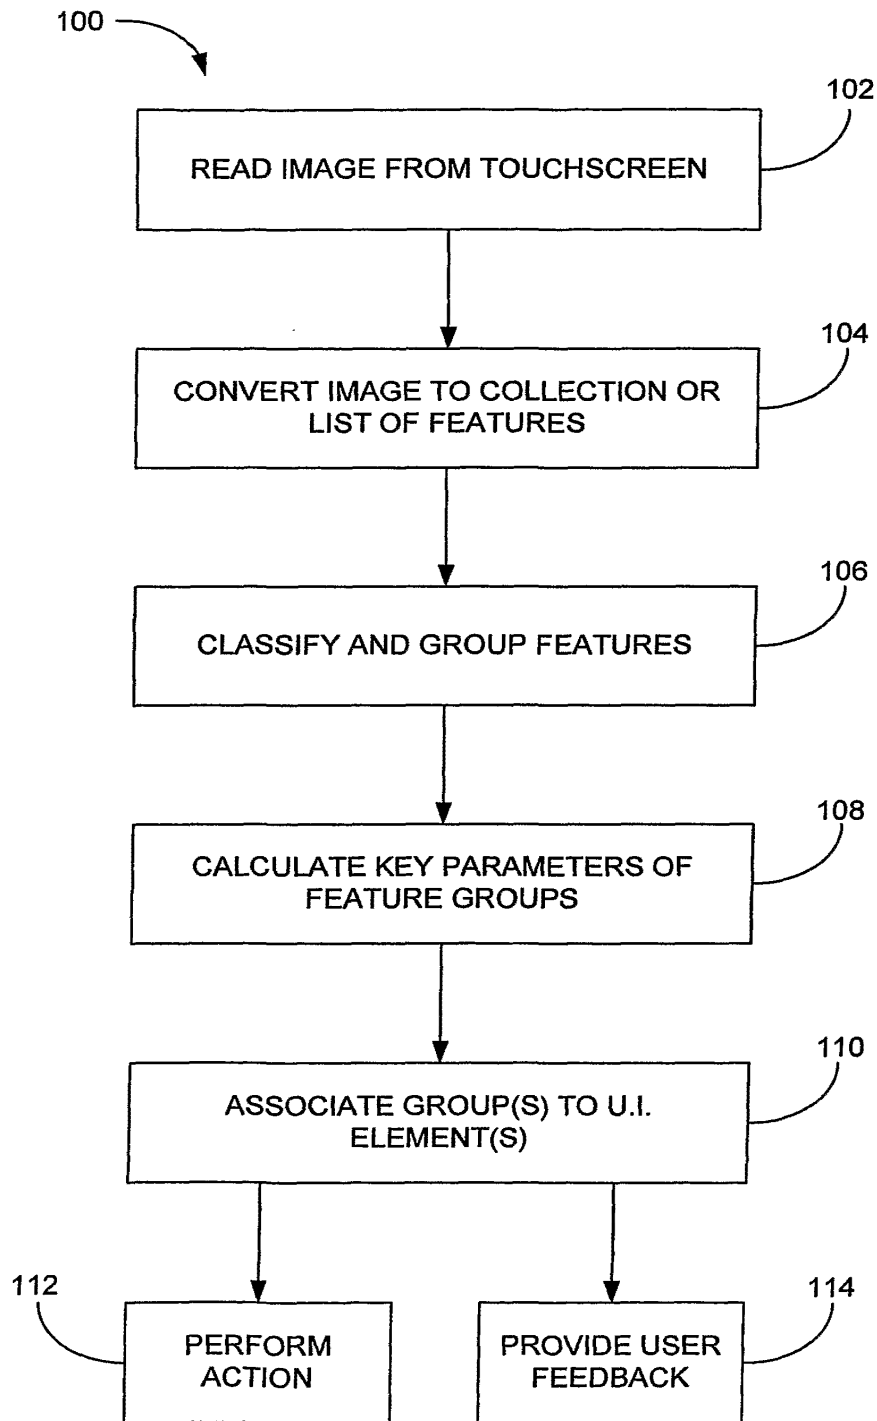 100
102
READ IMAGE FROM TOUCHSCREEN
104
CONVERT IMAGE TO COLLECTION OR
LIST OF FEATURES
106
CLASSIFY AND GROUP FEATURES
108
CALCULATE KEY PARAMETERS OF
FEATURE GROUPS
110
ASSOCIATE GROUP(S) TO U.I.
ELEMENT(S)
112
PERFORM
ACTION
114
PROVIDE USER
FEEDBACK